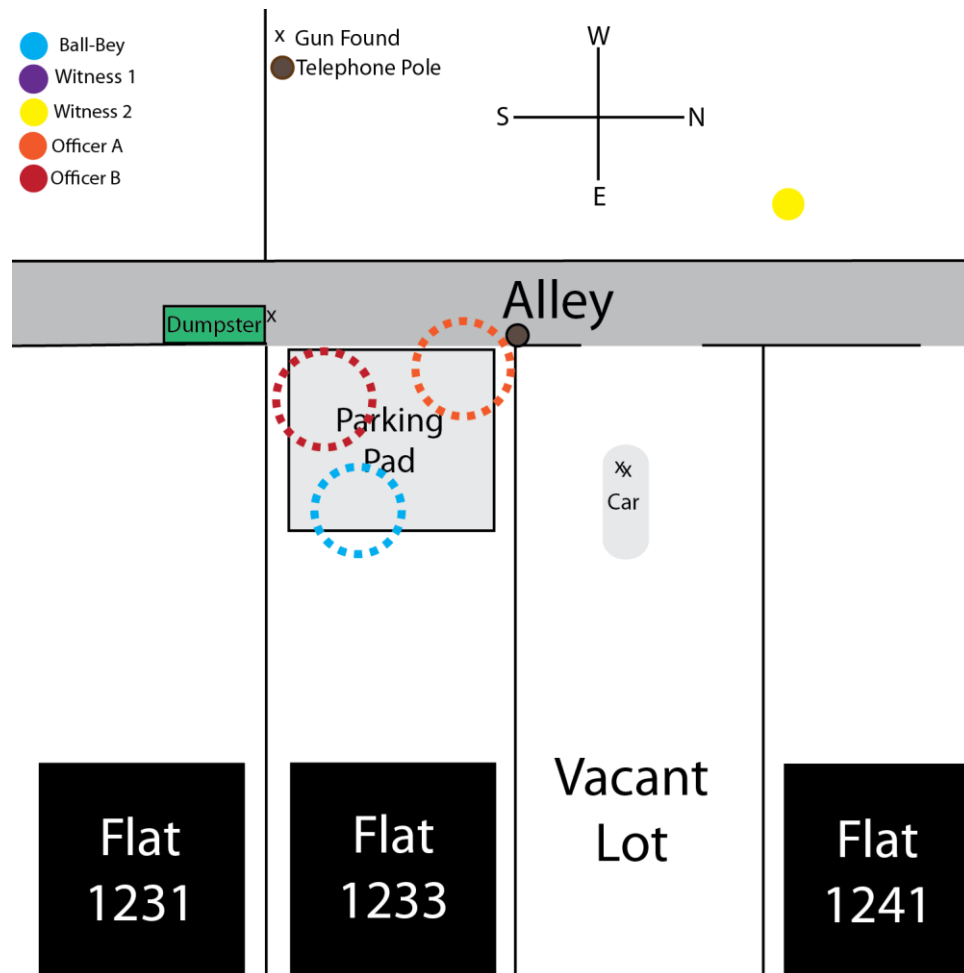 Ball-Bey
Witness 1
Witness 2
Officer A
Officer B
x Gun Found
Telephone Pole
W
S
N
E
Alley
Dumpster
x
Parking
Pad
xx
Car
Vacant
Lot
Flat
1231
Flat
1233
Flat
1241